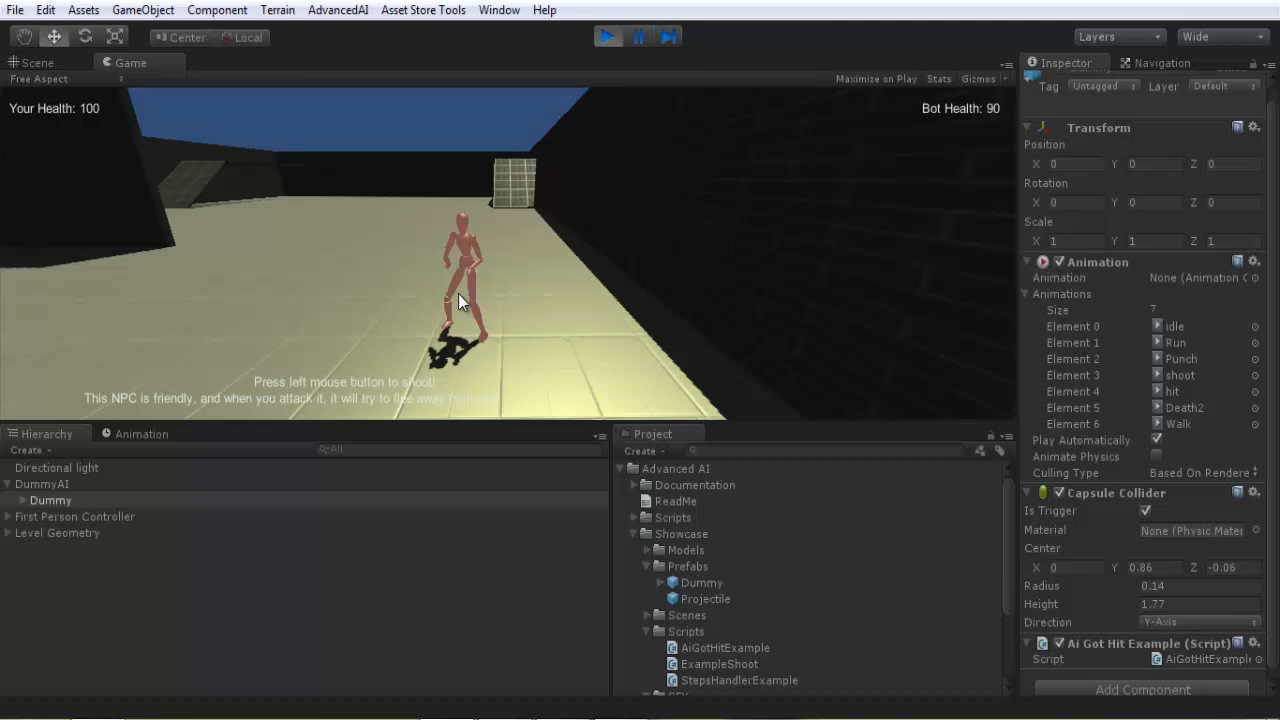 File Edit Assets GameObject Component Terrain AdvancedAI Asset Store Tools Window Help
Center Local Layers Wide
Scene Game Inspector Navigation
Free Aspect Maximize on Play Stats Gizmos
Tag Untagged Layer Default
Your Health: 100 Bot Health: 90
Transform
Position
X 0 Y 0 Z 0
Rotation
X 0 Y 0 Z 0
Scale
X 1 Y 1 Z 1
Animation
Animation None (Animation C
Animations
Size 7
Element 0 idle
Element 1 Run
Element 2 Punch
Element 3 shoot
Element 4 hit
Element 5 Death2
Element 6 Walk
Play Automatically
Animate Physics
Culling Type Based On Rendere
Capsule Collider
Is Trigger
Material None (Physic Mater
Center
X 0 Y 0.86 Z -0.06
Radius 0.14
Height 1.77
Direction Y-Axis
Ai Got Hit Example (Script)
Script AiGotHitExampl
Add Component
Press left mouse button to shoot!
This NPC is friendly, and when you attack it, it will try to flee away
Hierarchy Animation
Create All
Directional light
DummyAI
Dummy
First Person Controller
Level Geometry
Project
Create
Advanced AI
Documentation
ReadMe
Scripts
Showcase
Models
Prefabs
Dummy
Projectile
Scenes
Scripts
AiGotHitExample
ExampleShoot
StepsHandlerExample